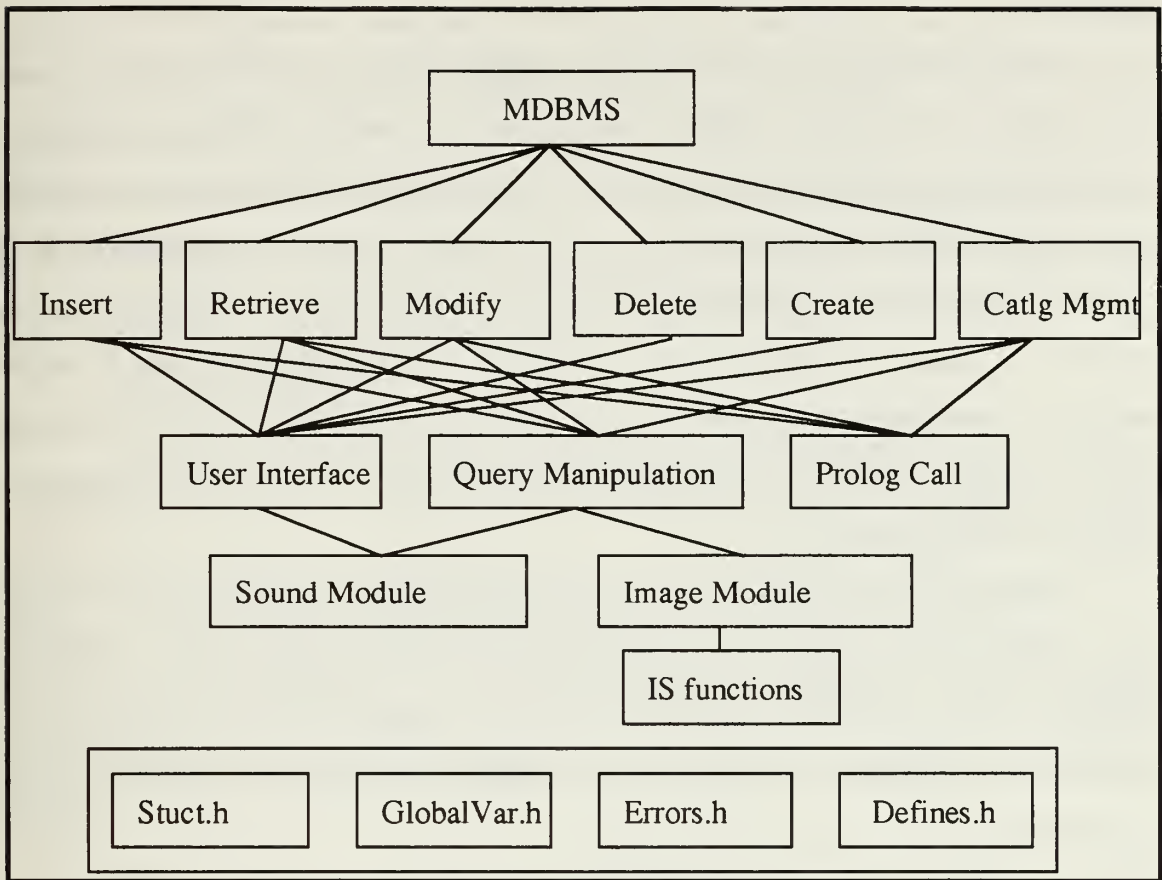 MDBMS
Insert
Retrieve
Modify
Delete
Create
Catlg Mgmt
User Interface
Query Manipulation
Prolog Call
Sound Module
Image Module
IS functions
Stuct.h
GlobalVar.h
Errors.h
Defines.h